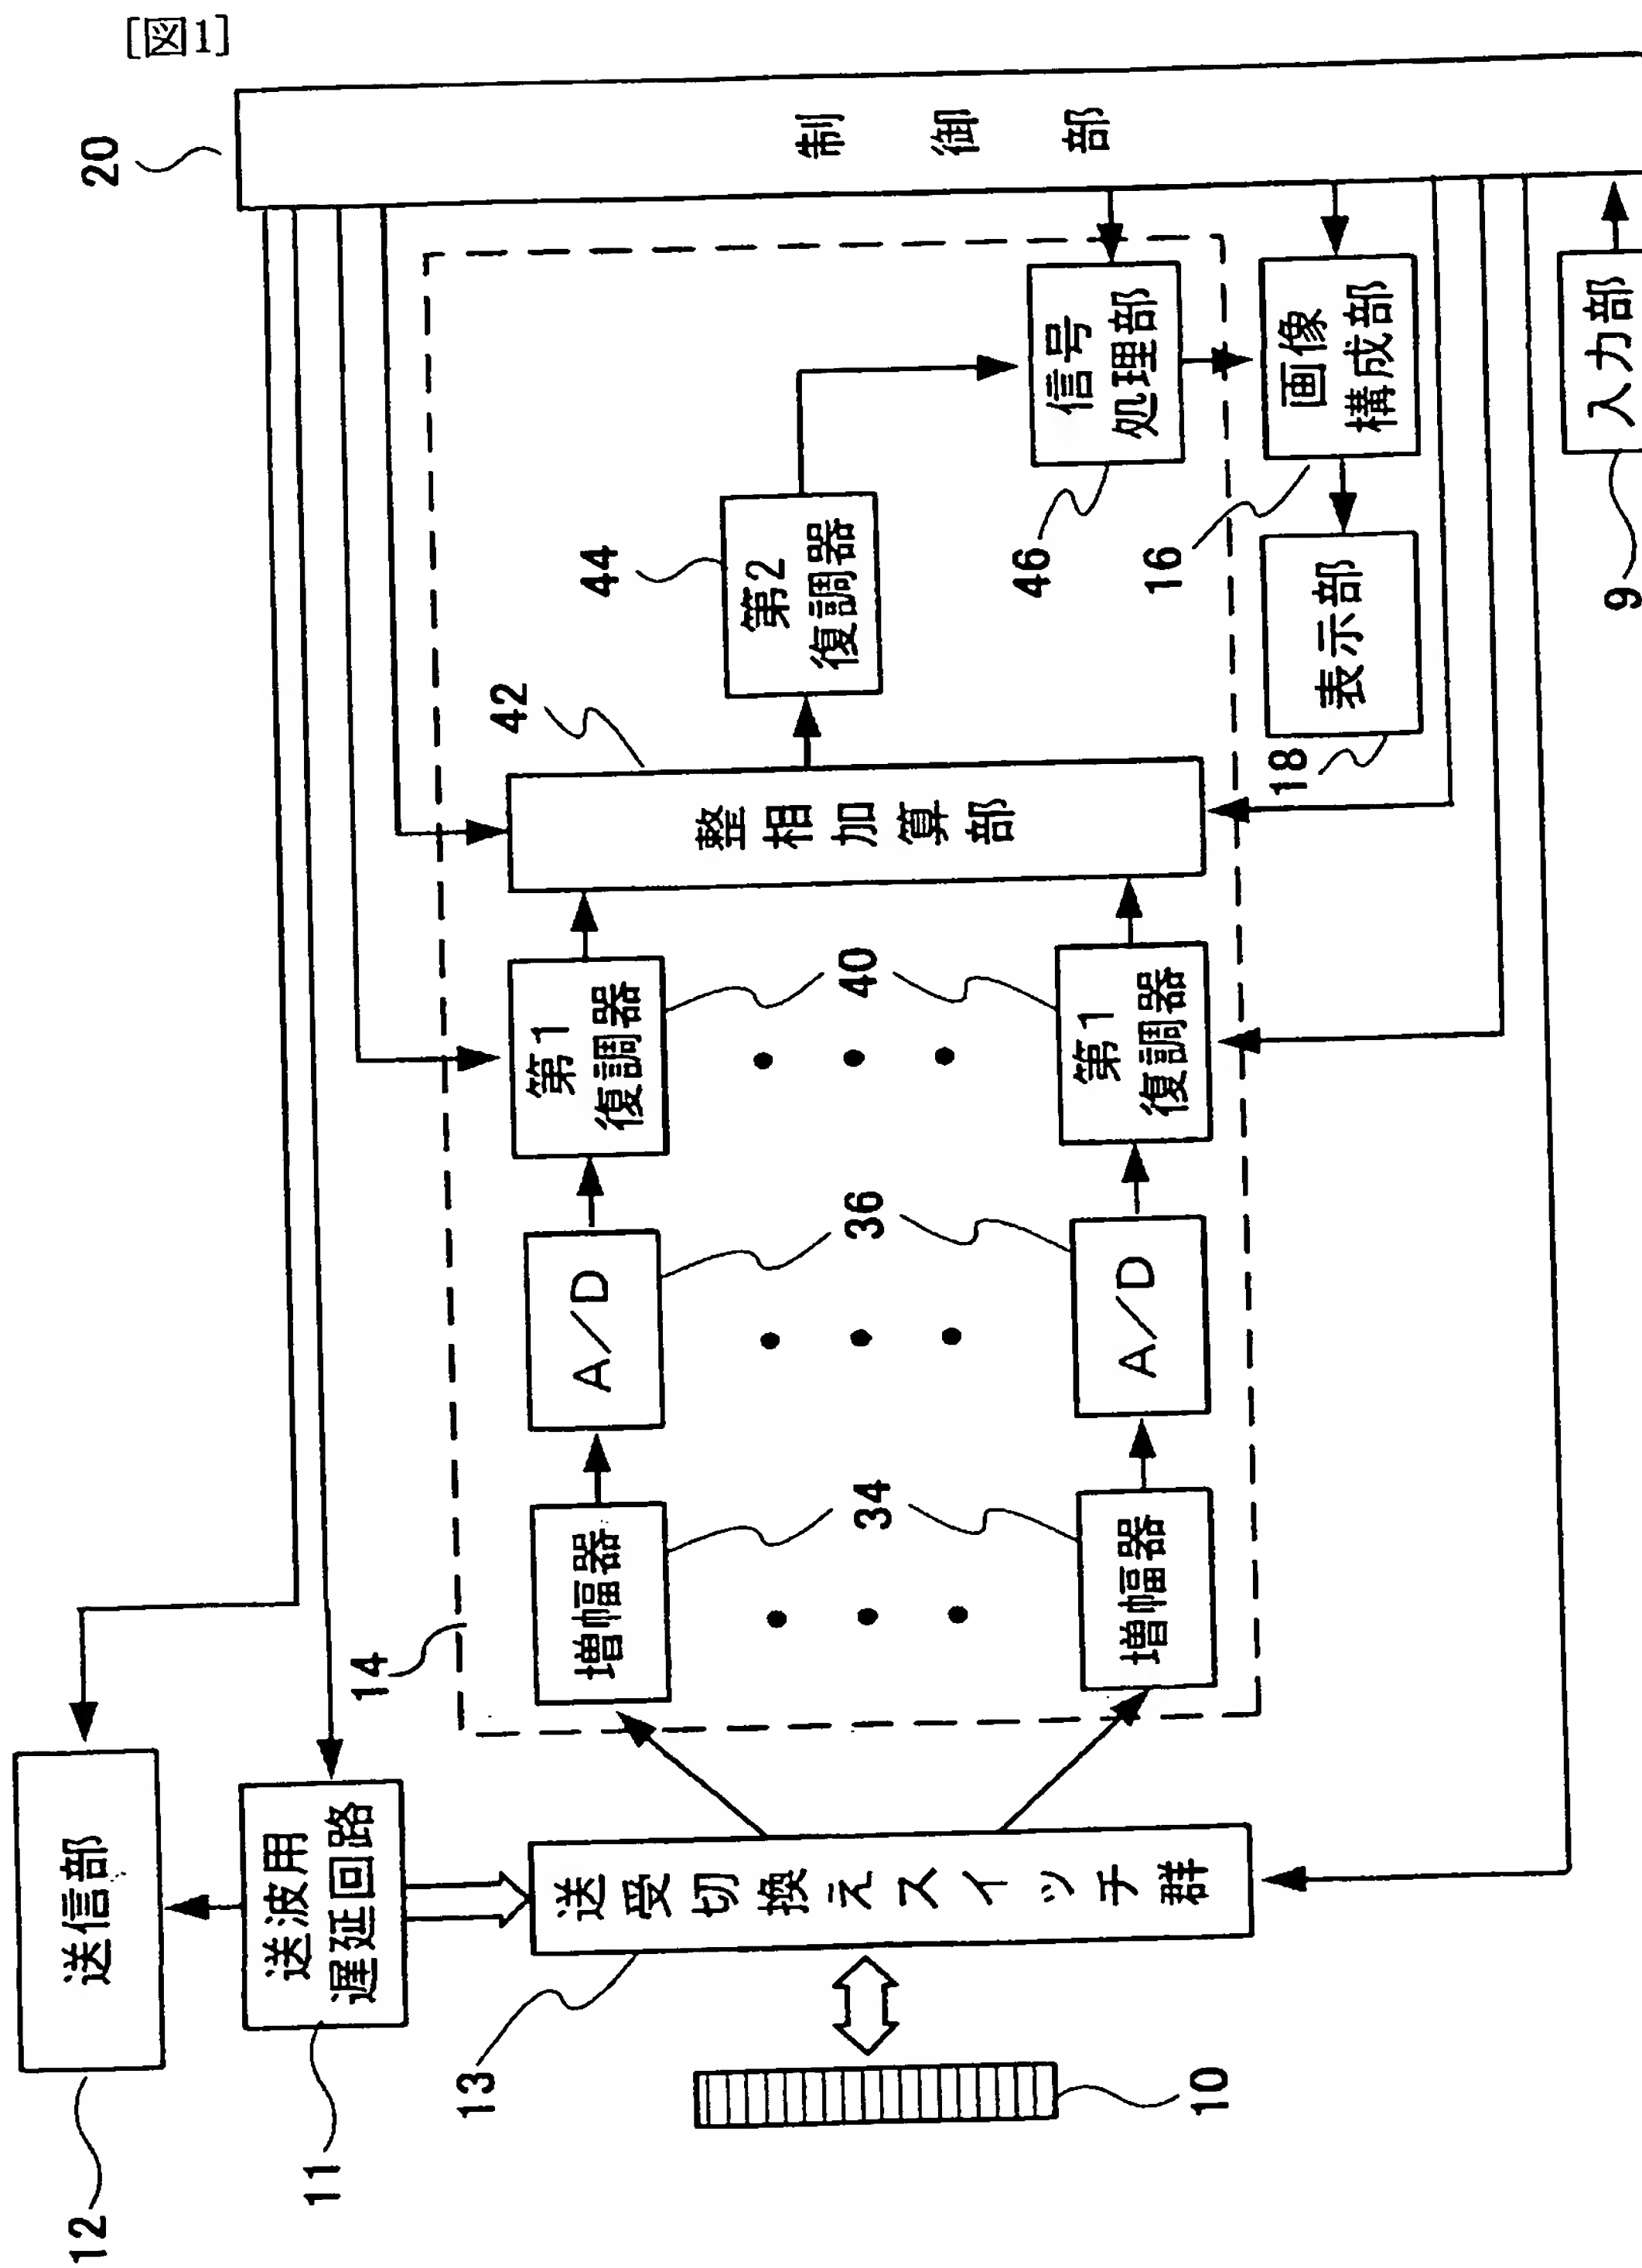 [図1]
20
制御部
12
送信部
11
送波用
遅延回路
14
42
整相加算部
44
第2
復調器
信号
処理部
46
画像
構成部
16
表示部
18
入力部
9
第1
復調器
40
第1
復調器
A/D
36
A/D
増幅器
34
増幅器
13
送受切換えスイッチ群
10